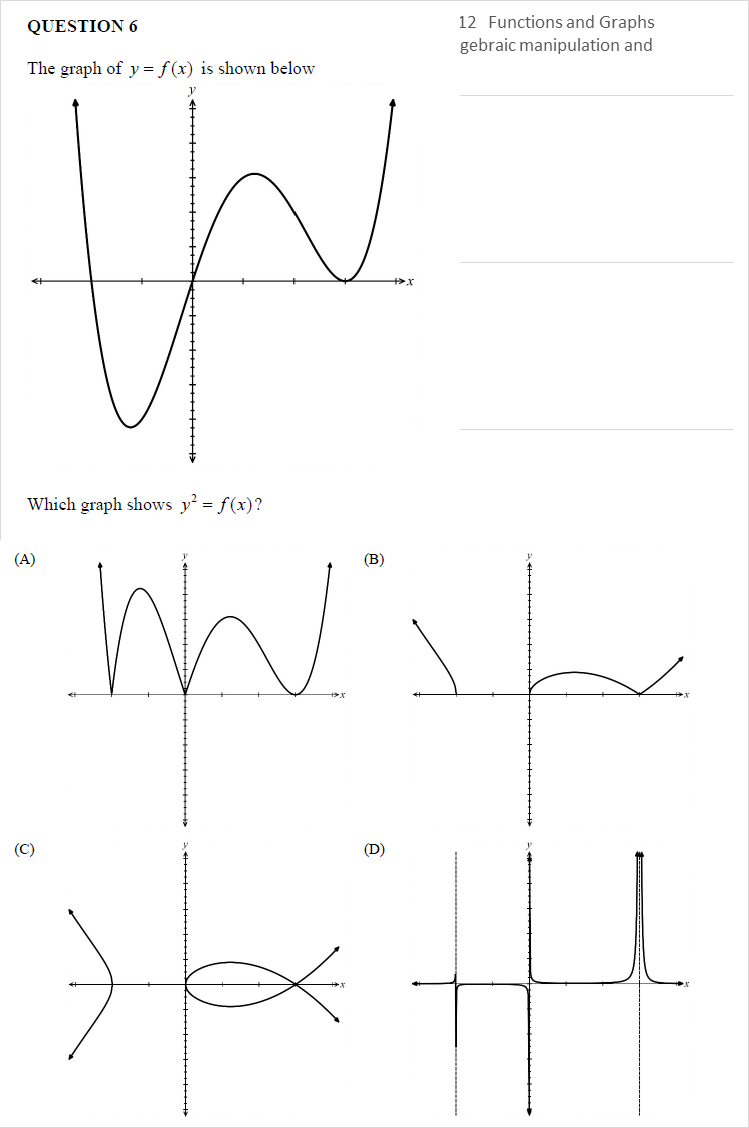 QUESTION 6
12 Functions and Graphs
gebraic manipulation and
The graph of y = f(x) is shown below
y
x
Which graph shows y² = f(x)?
(A)
y
x
(B)
y
x
(C)
y
x
(D)
y
x